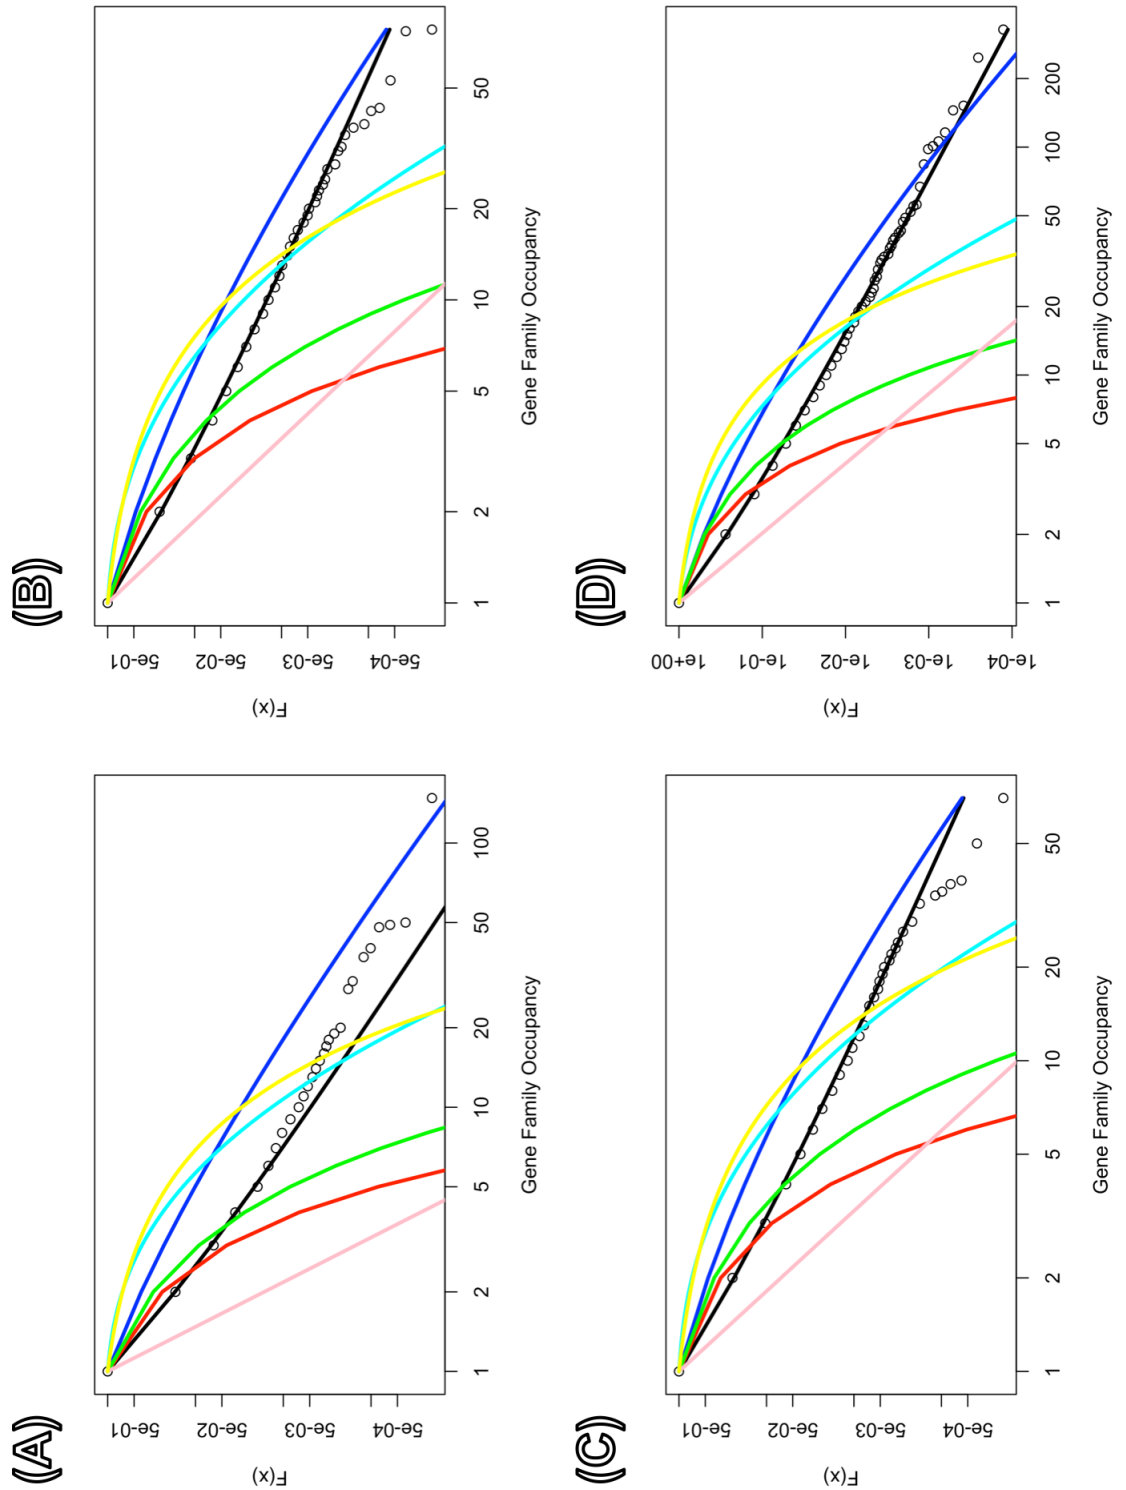 (A)
F(x)
5e-01
5e-02
5e-03
5e-04
1 2 5 10 20 50 100
Gene Family Occupancy
(B)
F(x)
5e-01
5e-02
5e-03
5e-04
1 2 5 10 20 50
Gene Family Occupancy
(C)
F(x)
5e-01
5e-02
5e-03
5e-04
1 2 5 10 20 50
Gene Family Occupancy
(D)
F(x)
1e+00
1e-01
1e-02
1e-03
1e-04
1 2 5 10 20 50 100 200
Gene Family Occupancy